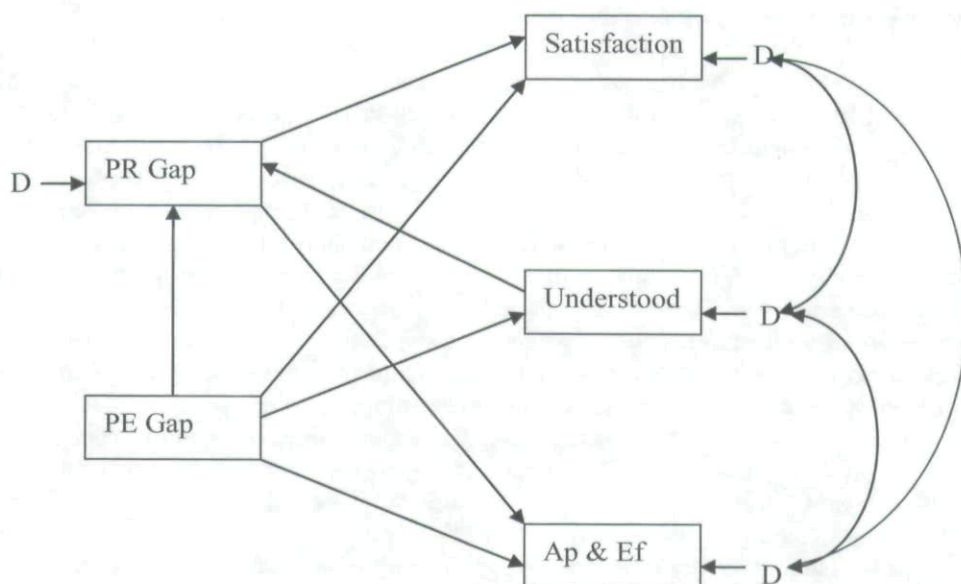 Satisfaction
D
PR Gap
D
Understood
D
PE Gap
Ap & Ef
D